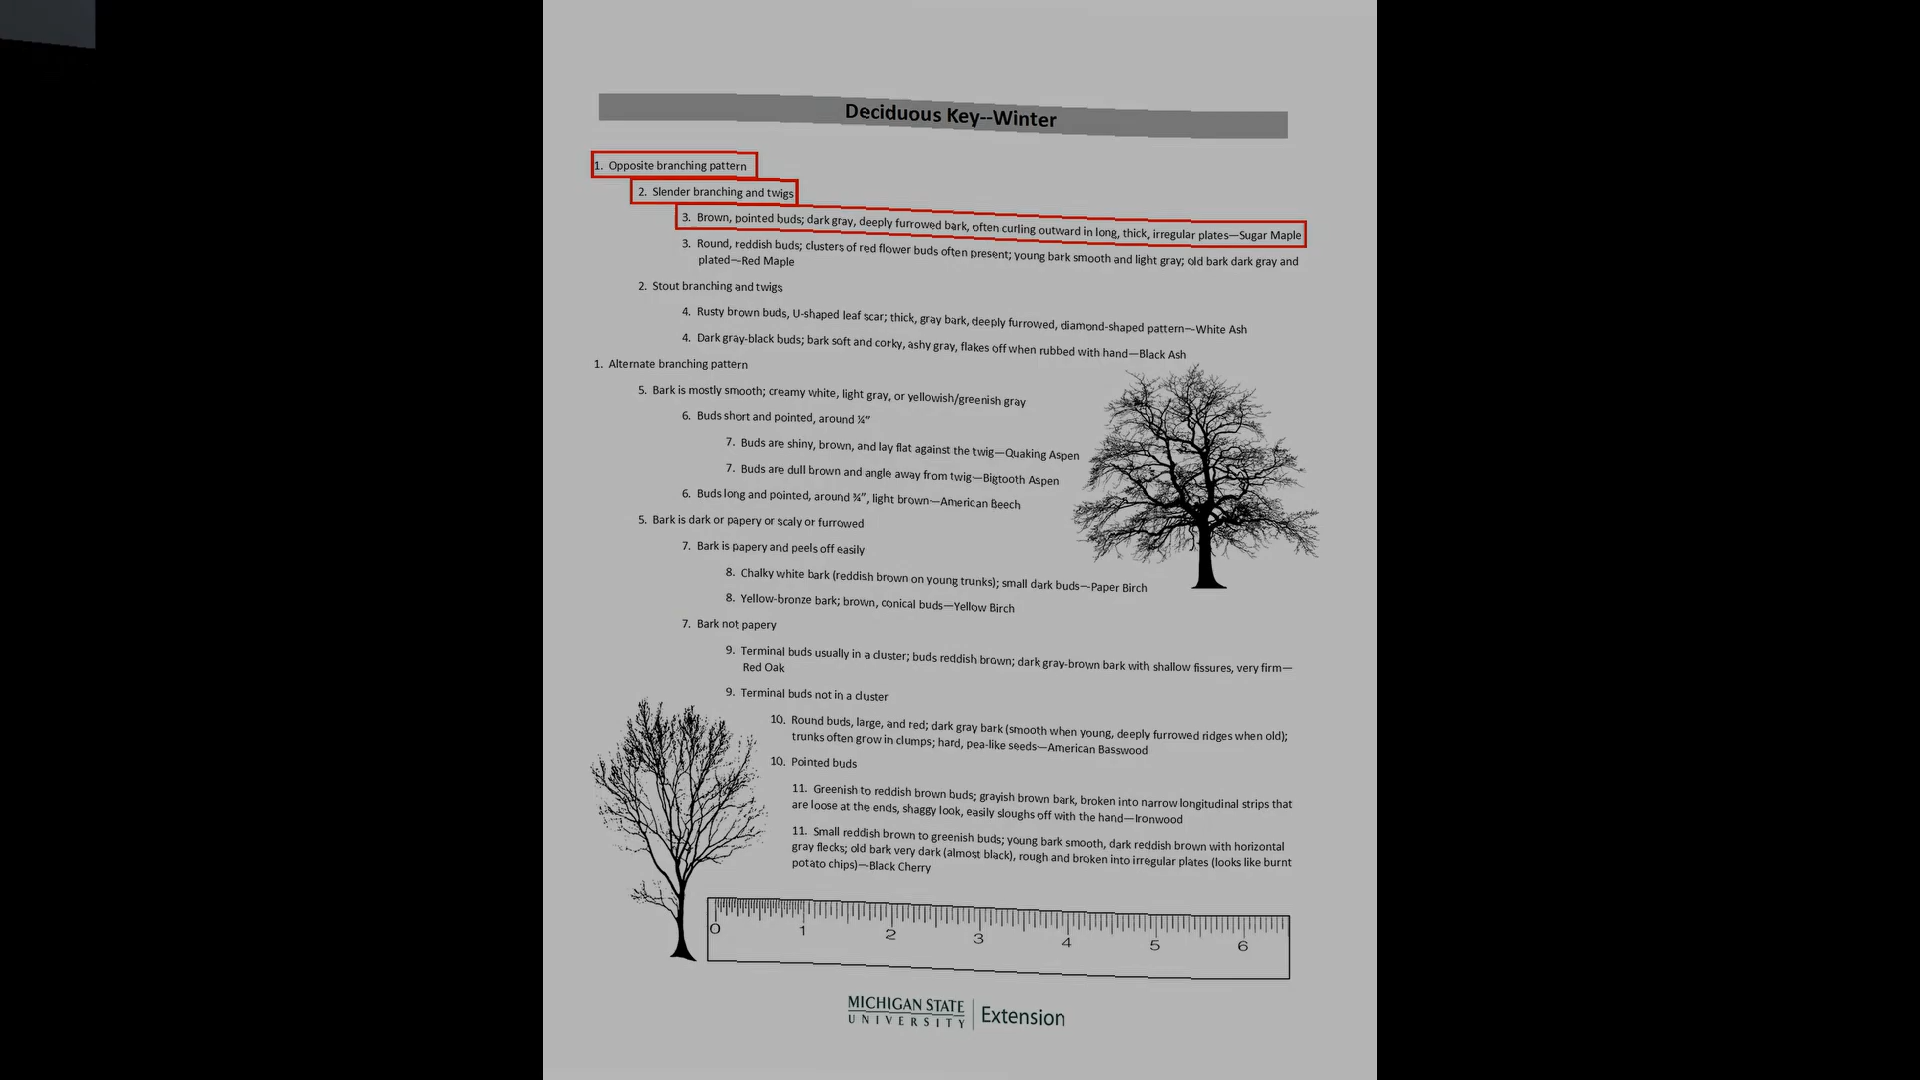 Deciduous Key--Winter
1. Opposite branching pattern
2. Slender branching and twigs
3. Brown, pointed buds; dark gray, deeply furrowed bark, often curling outward in long, thick, irregular plates—Sugar Maple
3. Round, reddish buds; clusters of red flower buds often present; young bark smooth and light gray; old bark dark gray and
plated—Red Maple
2. Stout branching and twigs
4. Rusty brown buds, U-shaped leaf scar; thick, gray bark, deeply furrowed, diamond-shaped pattern—White Ash
4. Dark gray-black buds; bark soft and corky, ashy gray, flakes off when rubbed with hand—Black Ash
1. Alternate branching pattern
5. Bark is mostly smooth; creamy white, light gray, or yellowish/greenish gray
6. Buds short and pointed, around ¼”
7. Buds are shiny, brown, and lay flat against the twig—Quaking Aspen
7. Buds are dull brown and angle away from twig—Bigtooth Aspen
6. Buds long and pointed, around ¾”, light brown—American Beech
5. Bark is dark or papery or scaly or furrowed
7. Bark is papery and peels off easily
8. Chalky white bark (reddish brown on young trunks); small dark buds—Paper Birch
8. Yellow-bronze bark; brown, conical buds—Yellow Birch
7. Bark not papery
9. Terminal buds usually in a cluster; buds reddish brown; dark gray-brown bark with shallow fissures, very firm—
Red Oak
9. Terminal buds not in a cluster
10. Round buds, large, and red; dark gray bark (smooth when young, deeply furrowed ridges when old);
trunks often grow in clumps; hard, pea-like seeds—American Basswood
10. Pointed buds
11. Greenish to reddish brown buds; grayish brown bark, broken into narrow longitudinal strips that
are loose at the ends, shaggy look, easily sloughs off with the hand—Ironwood
11. Small reddish brown to greenish buds; young bark smooth, dark reddish brown with horizontal
gray flecks; old bark very dark (almost black), rough and broken into irregular plates (looks like burnt
potato chips)—Black Cherry
0 1 2 3 4 5 6
MICHIGAN STATE
UNIVERSITY
Extension